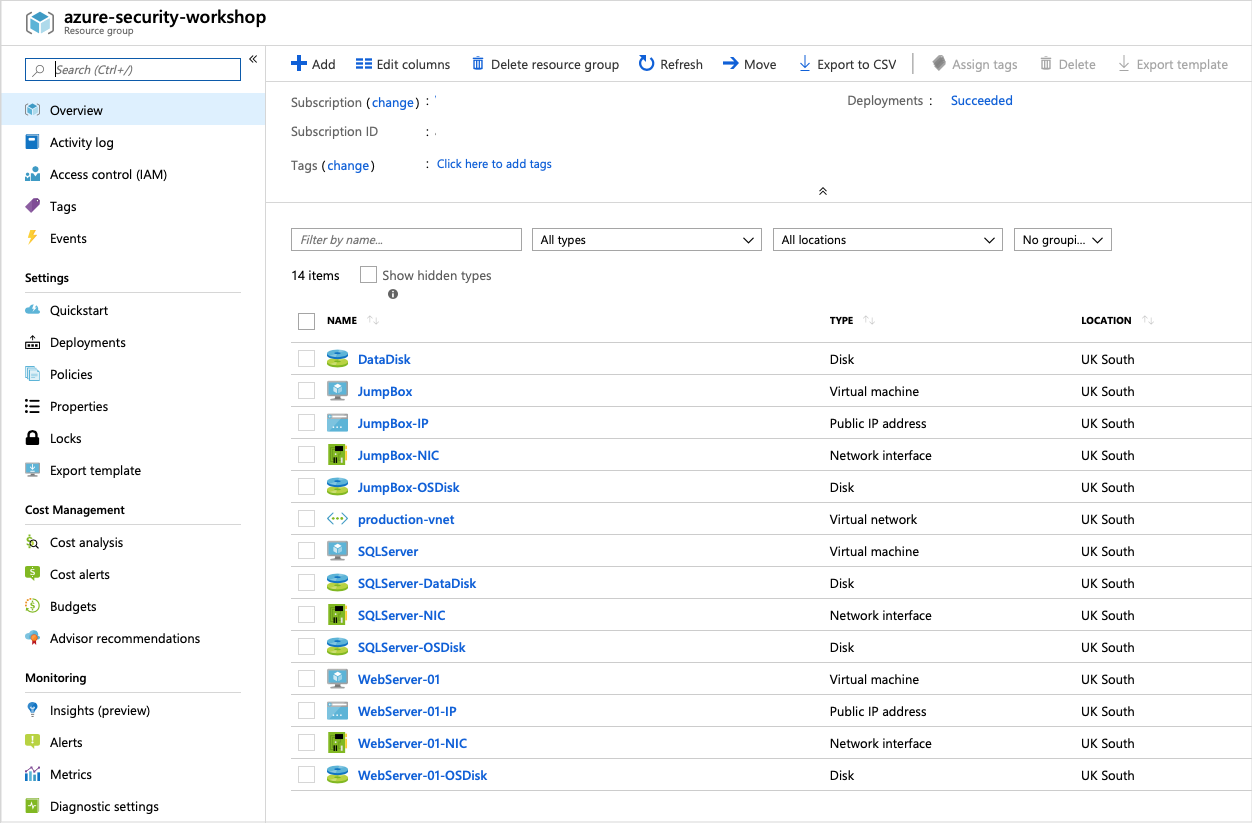 azure-security-workshop
Resource group
Search (Ctrl+/)
«
Overview
Activity log
Access control (IAM)
Tags
Events
Settings
Quickstart
Deployments
Policies
Properties
Locks
Export template
Cost Management
Cost analysis
Cost alerts
Budgets
Advisor recommendations
Monitoring
Insights (preview)
Alerts
Metrics
Diagnostic settings
Add Edit columns Delete resource group Refresh Move Export to CSV Assign tags Delete Export template
Subscription (change) : Deployments : Succeeded
Subscription ID :
Tags (change) : Click here to add tags
Filter by name... All types All locations No groupi...
14 items Show hidden types
NAME TYPE LOCATION
DataDisk Disk UK South
JumpBox Virtual machine UK South
JumpBox-IP Public IP address UK South
JumpBox-NIC Network interface UK South
JumpBox-OSDisk Disk UK South
production-vnet Virtual network UK South
SQLServer Virtual machine UK South
SQLServer-DataDisk Disk UK South
SQLServer-NIC Network interface UK South
SQLServer-OSDisk Disk UK South
WebServer-01 Virtual machine UK South
WebServer-01-IP Public IP address UK South
WebServer-01-NIC Network interface UK South
WebServer-01-OSDisk Disk UK South